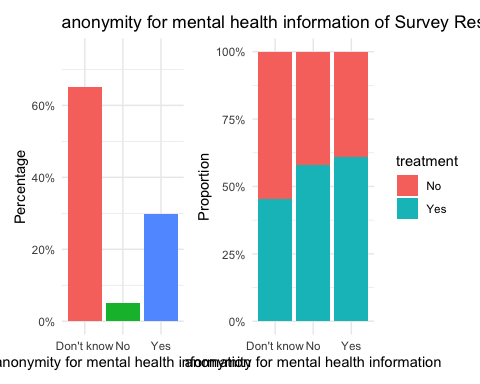 anonymity for mental health information of Survey Res
Percentage
60%
40%
20%
0%
Don't know No Yes
anonymity for mental health information
Proportion
100%
75%
50%
25%
0%
Don't know No Yes
anonymity for mental health information
treatment
No
Yes